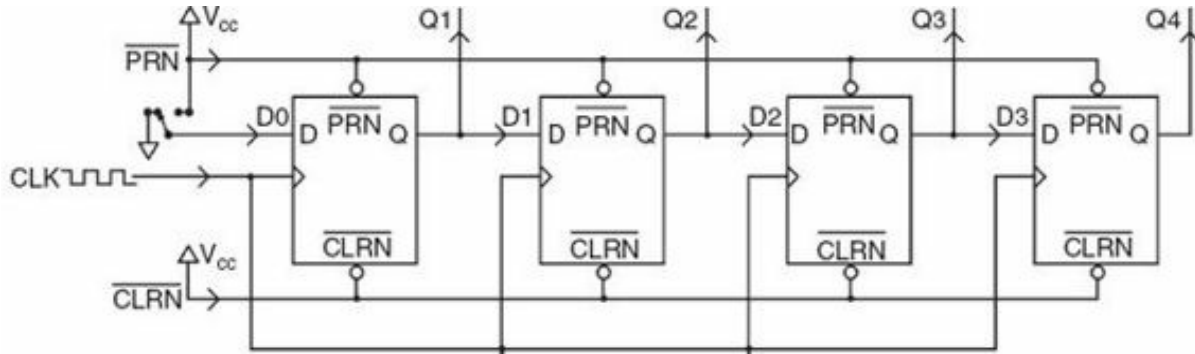 Vcc Q1 Q2 Q3 Q4
PRN
D0 D PRN Q D1 D PRN Q D2 D PRN Q D3 D PRN Q
CLK
CLRN CLRN CLRN CLRN
Vcc
CLRN